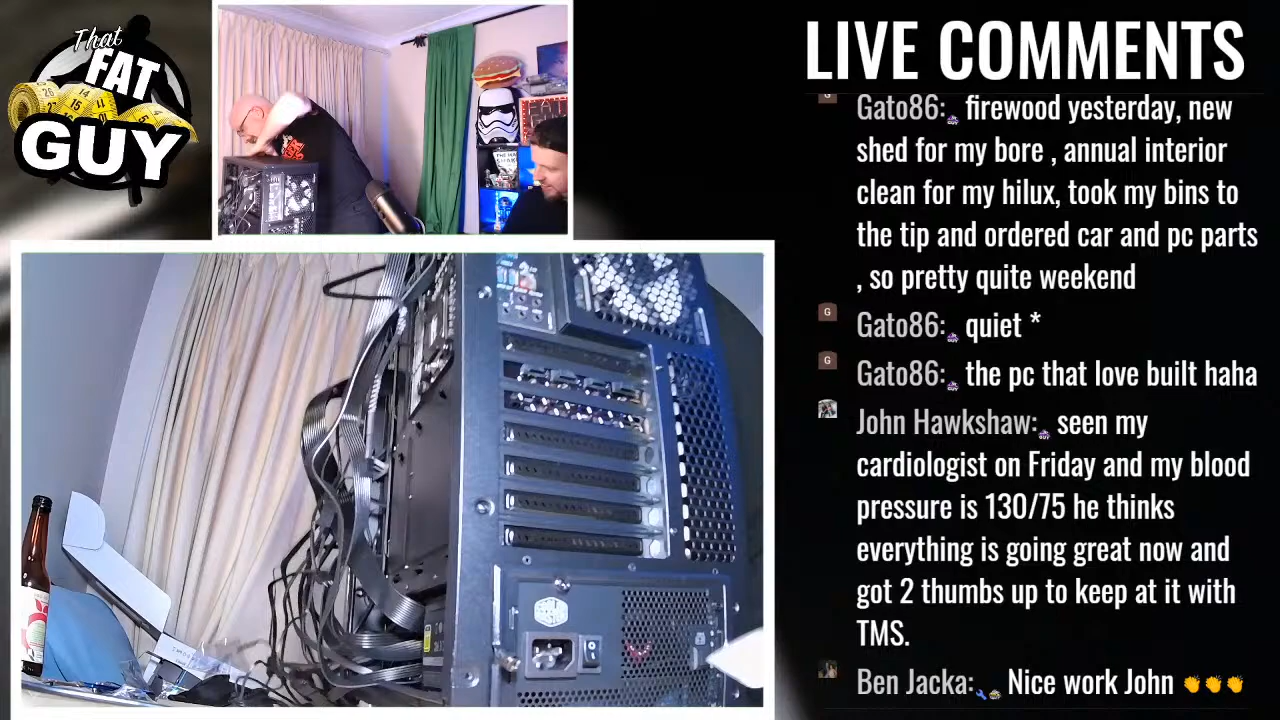 That
FAT
GUY
LIVE COMMENTS
Gato86: firewood yesterday, new
shed for my bore , annual interior
clean for my hilux, took my bins to
the tip and ordered car and pc parts
, so pretty quite weekend
G
Gato86: quiet *
G
Gato86: the pc that love built haha
John Hawkshaw: seen my
cardiologist on Friday and my blood
pressure is 130/75 he thinks
everything is going great now and
got 2 thumbs up to keep at it with
TMS.
Ben Jacka: Nice work John 👏👏👏